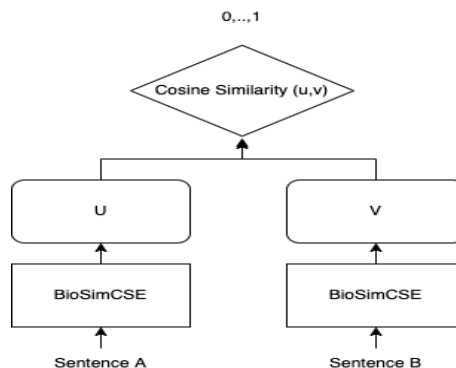 0,..,1
Cosine Similarity (u,v)
U
V
BioSimCSE
BioSimCSE
Sentence A
Sentence B